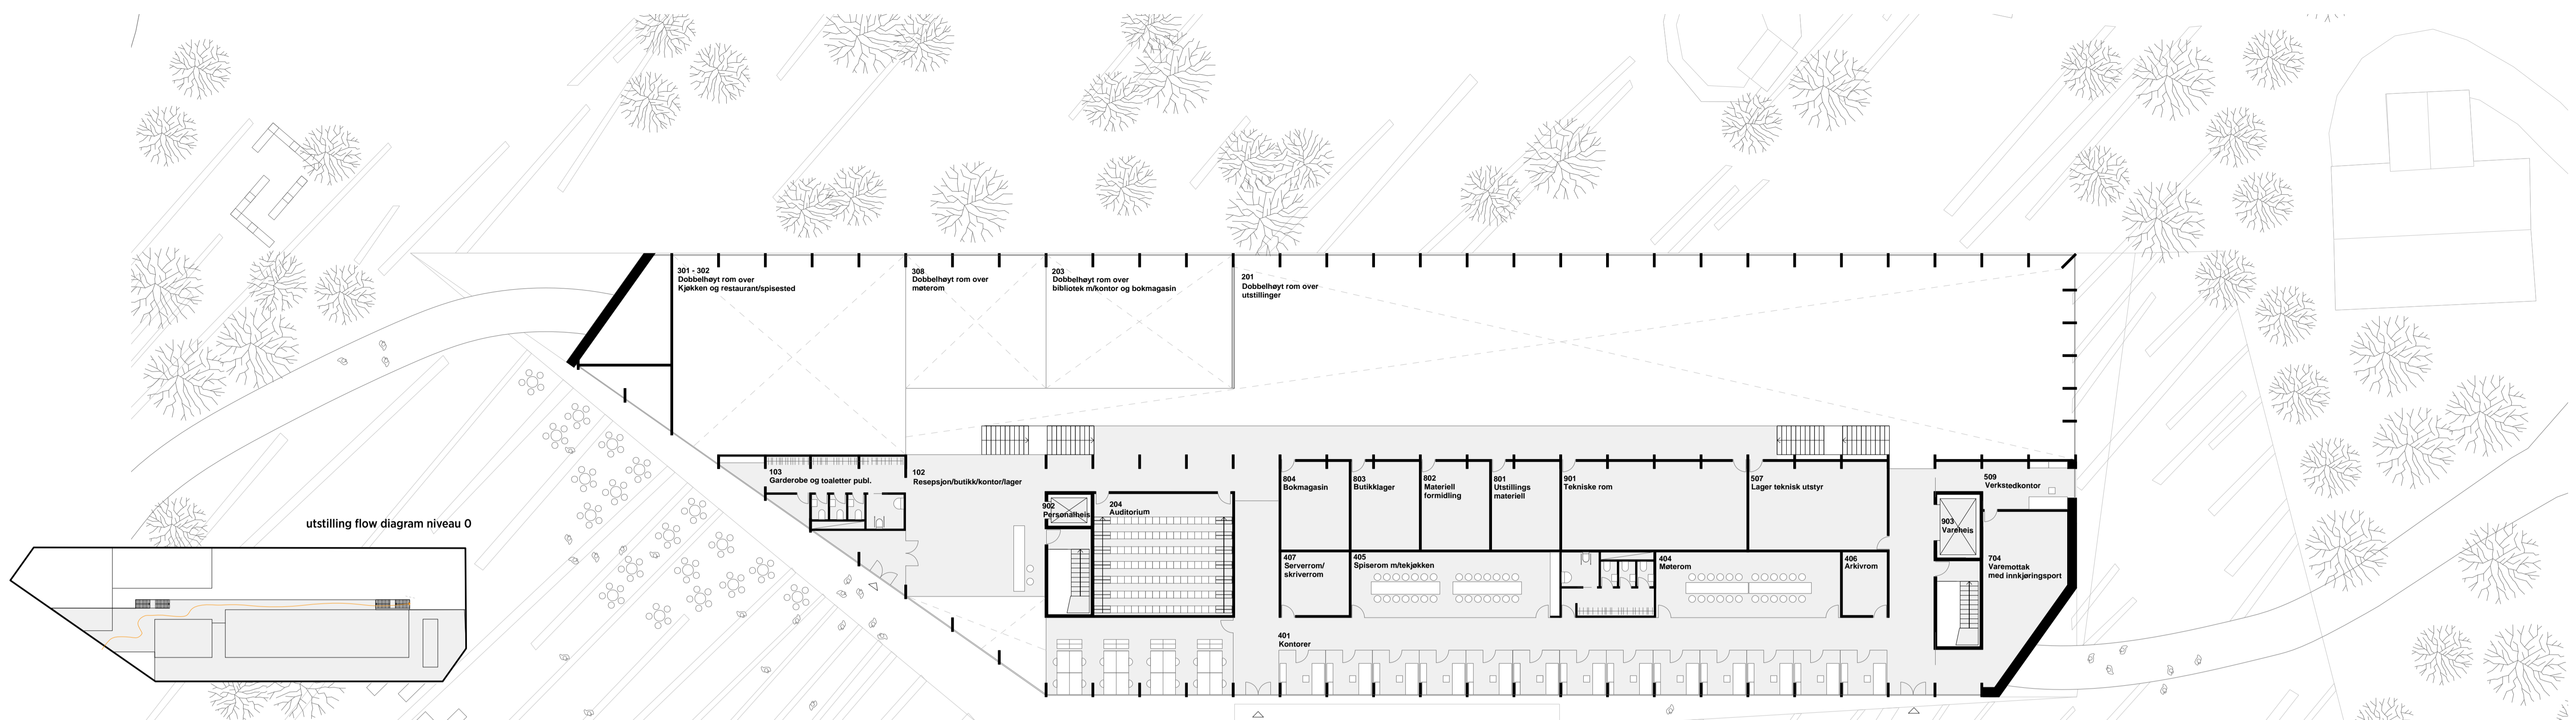 301 - 302
Dobbelhøyt rom over
Kjøkken og restaurant/spisested
308
Dobbelhøyt rom over
møterom
203
Dobbelhøyt rom over
bibliotek m/kontor og bokmagasin
201
Dobbelhøyt rom over
utstillinger
103
Garderobe og toaletter publ.
102
Resepsjon/butikk/kontor/lager
902
Personalheis
204
Auditorium
804
Bokmagasin
803
Butikklager
802
Materiell
formidling
801
Utstillings
materiell
901
Tekniske rom
507
Lager teknisk utstyr
509
Verkstedkontor
903
Vareheis
704
Varemottak
med innkjøringsport
407
Serverrom/
skriverrom
405
Spiserom m/tekjøkken
404
Møterom
406
Arkivrom
401
Kontorer
utstilling flow diagram niveau 0